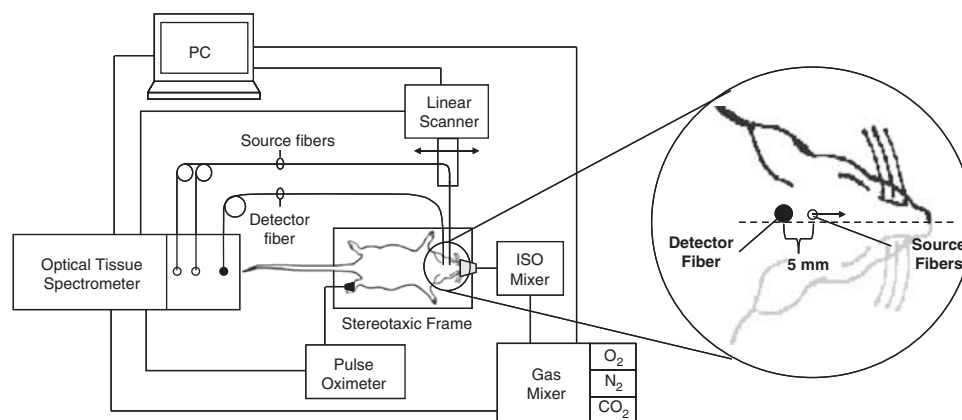 PC
Linear
Scanner
Source fibers
Detector
fiber
Optical Tissue
Spectrometer
ISO
Mixer
Stereotaxic Frame
Pulse
Oximeter
Gas
Mixer
O₂
N₂
CO₂
Detector
Fiber
5 mm
Source
Fibers